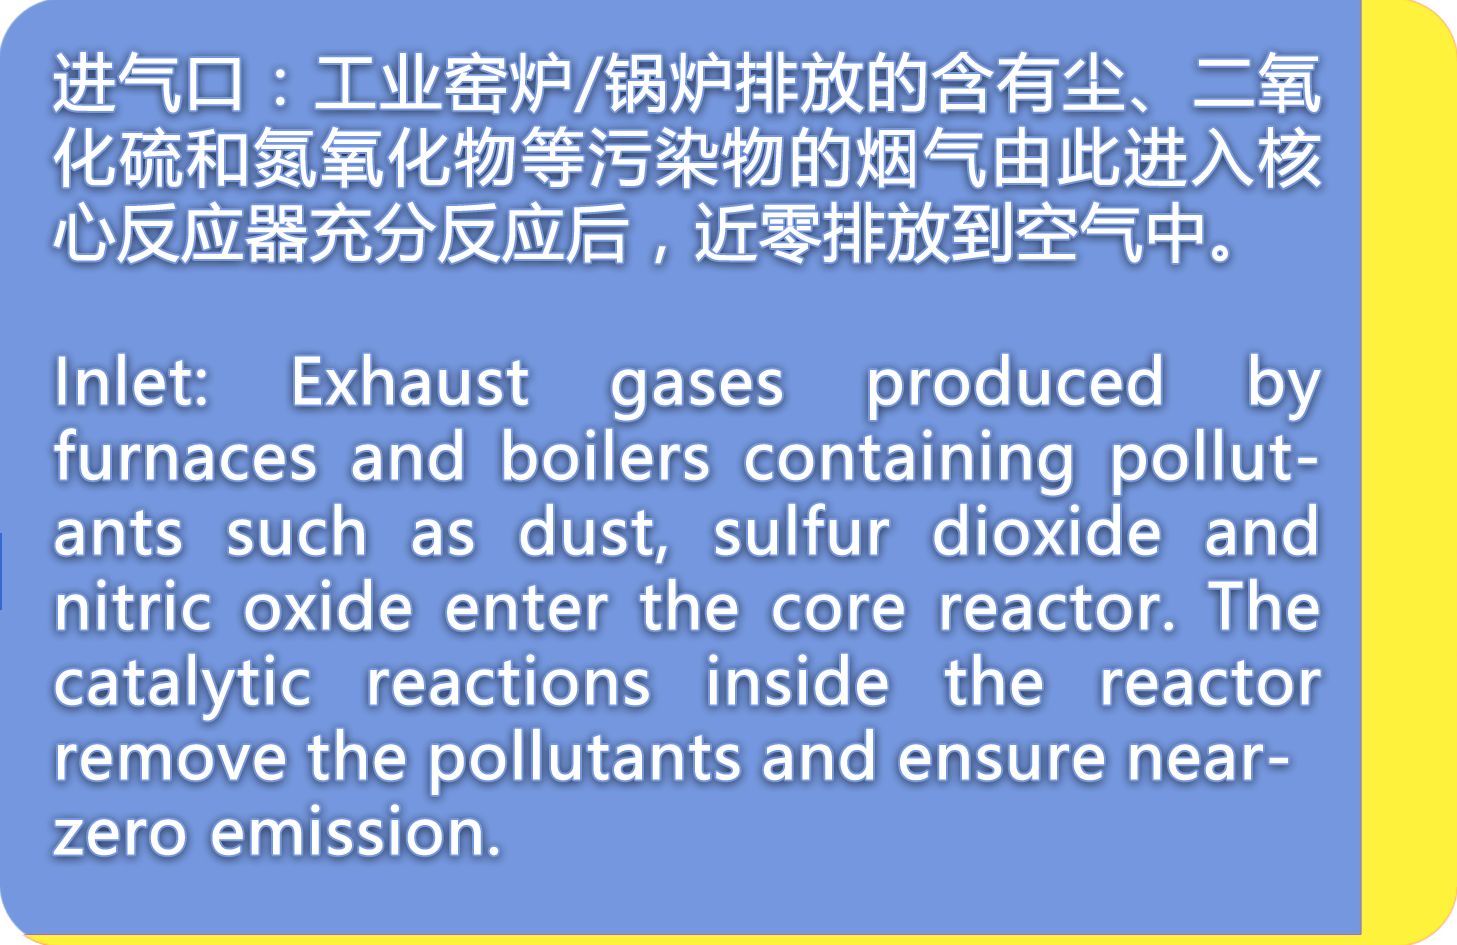 进气口：工业窑炉/锅炉排放的含有尘、二氧
化硫和氮氧化物等污染物的烟气由此进入核
心反应器充分反应后，近零排放到空气中。
Inlet: Exhaust gases produced by
furnaces and boilers containing pollut-
ants such as dust, sulfur dioxide and
nitric oxide enter the core reactor. The
catalytic reactions inside the reactor
remove the pollutants and ensure near-
zero emission.